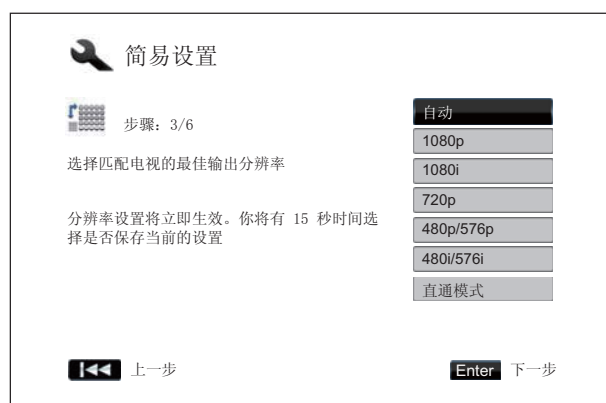 简易设置
步骤: 3/6
选择匹配电视的最佳输出分辨率
分辨率设置将立即生效。你将有 15 秒时间选
择是否保存当前的设置
自动
1080p
1080i
720p
480p/576p
480i/576i
直通模式
上一步
Enter 下一步